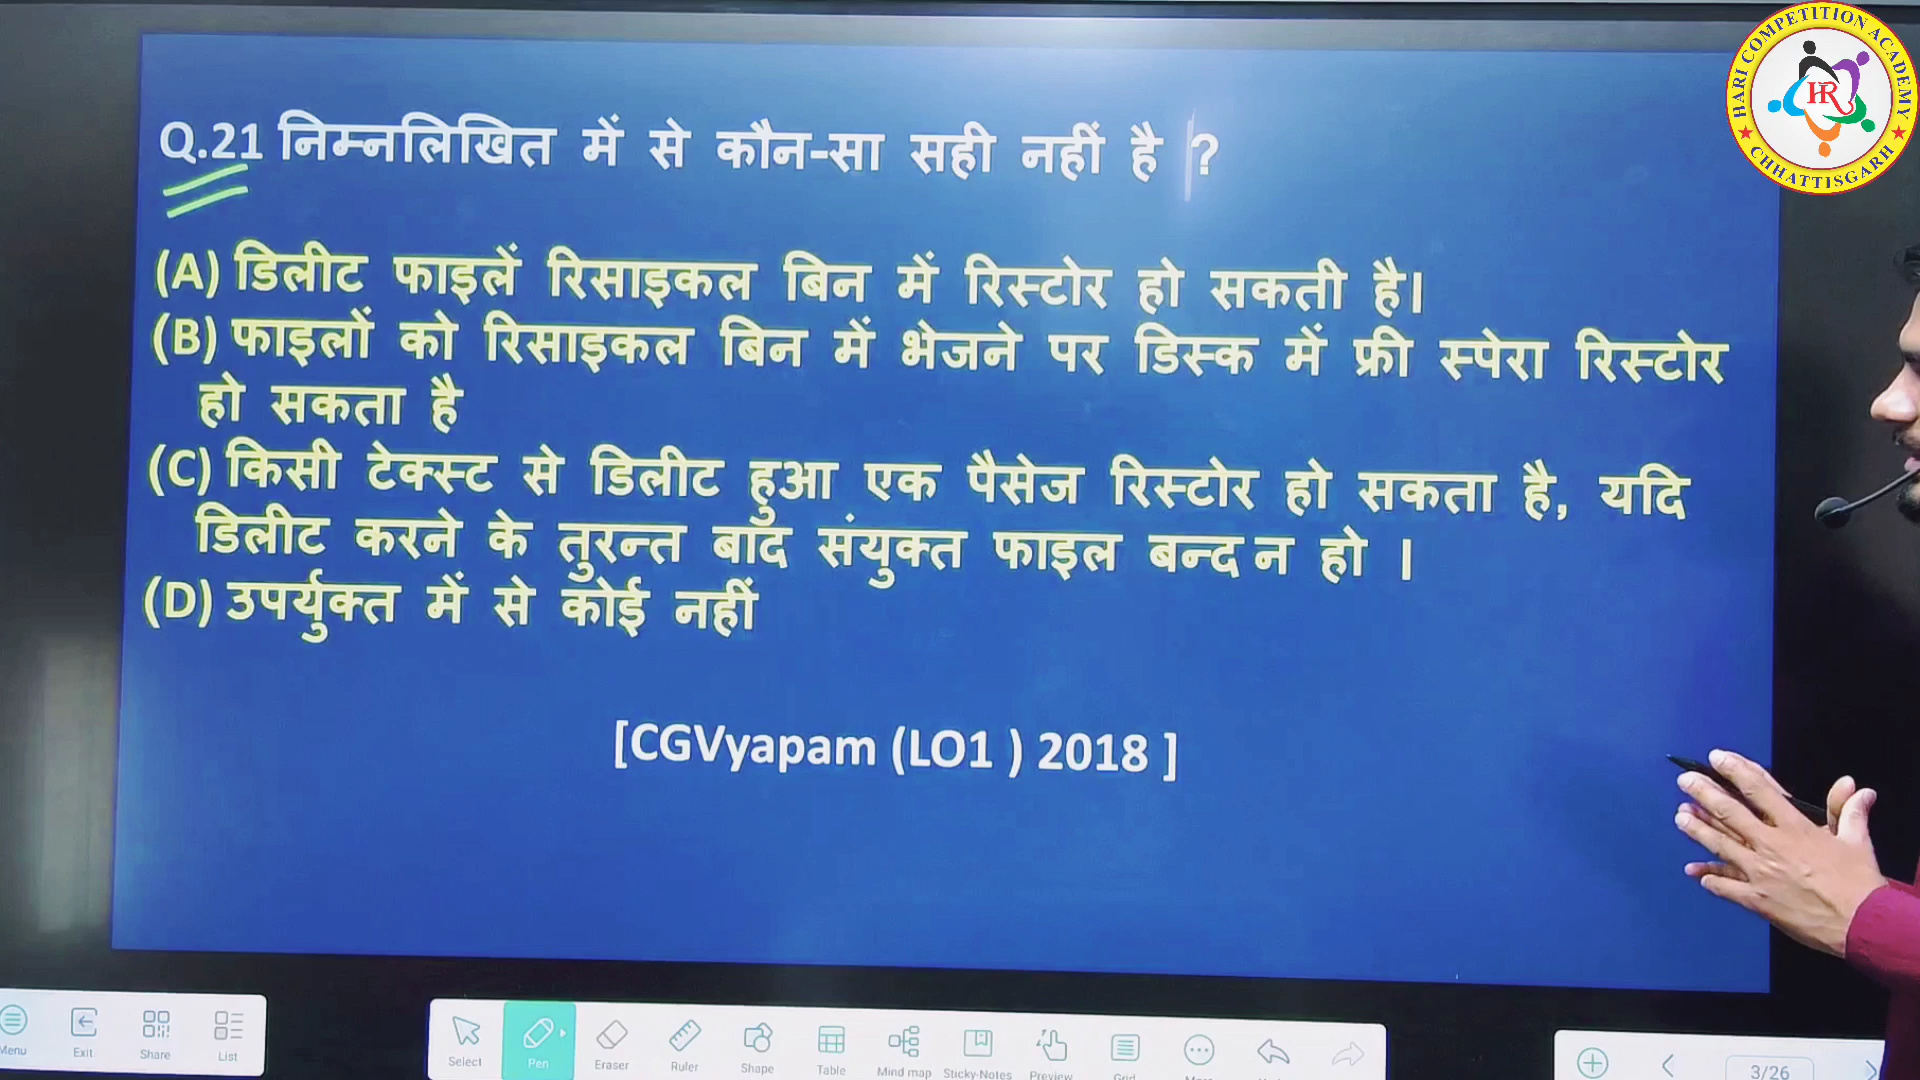 HARI COMPETITION ACADEMY
HR
CHHATTISGARH
Q.21 निम्नलिखित में से कौन-सा सही नहीं है ?
(A) डिलीट फाइलें रिसाइकल बिन में रिस्टोर हो सकती है।
(B) फाइलों को रिसाइकल बिन में भेजने पर डिस्क में फ्री स्पेरा रिस्टोर
हो सकता है
(C) किसी टेक्स्ट से डिलीट हुआ एक पैसेज रिस्टोर हो सकता है, यदि
डिलीट करने के तुरन्त बाद संयुक्त फाइल बन्द न हो ।
(D) उपर्युक्त में से कोई नहीं
[CGVyapam (LO1 ) 2018 ]
Menu Exit Share List
Select Pen Eraser Ruler Shape Table Mind map Sticky-Notes Preview Grid
3/26